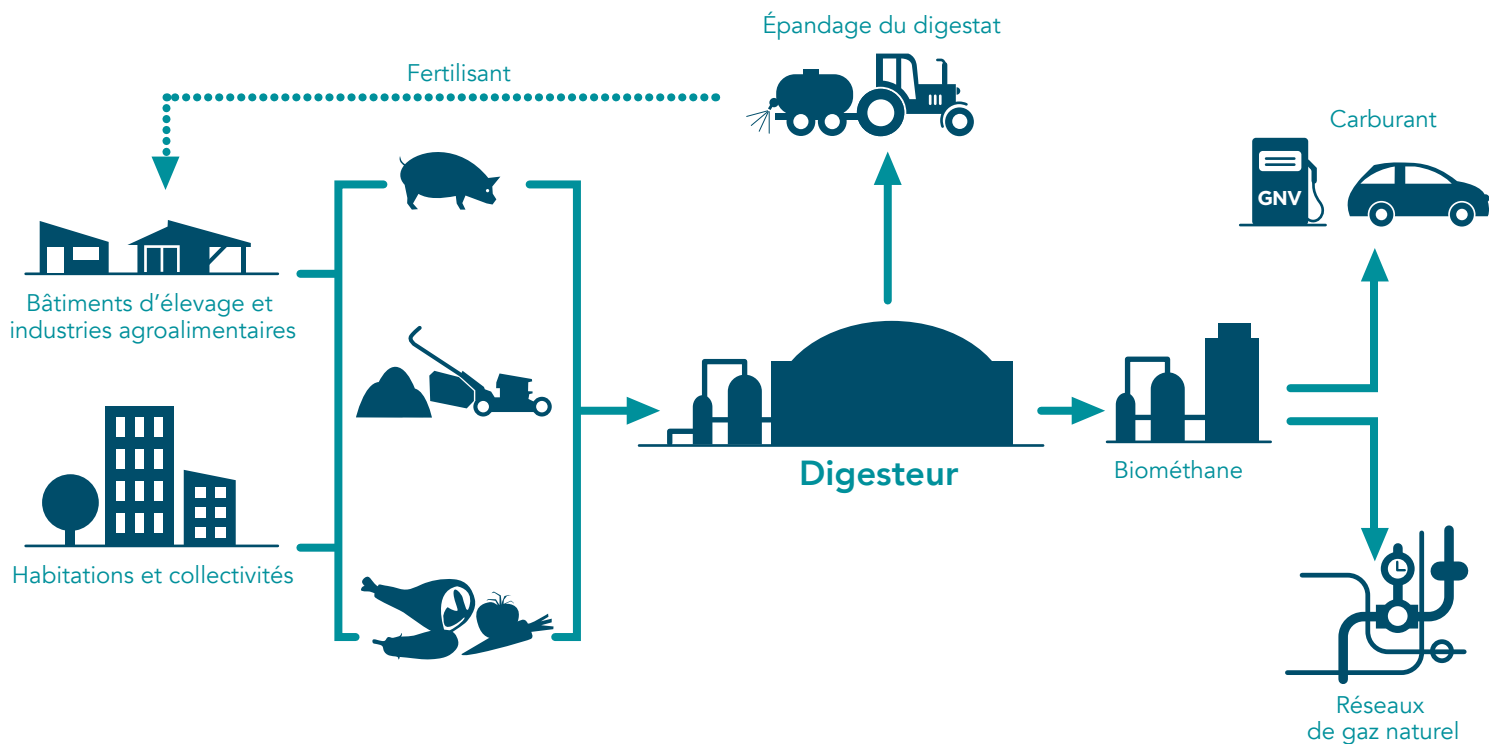 Épandage du digestat
Fertilisant
Carburant
GNV
Bâtiments d’élevage et
industries agroalimentaires
Digesteur
Biométhane
Habitations et collectivités
Réseaux
de gaz naturel